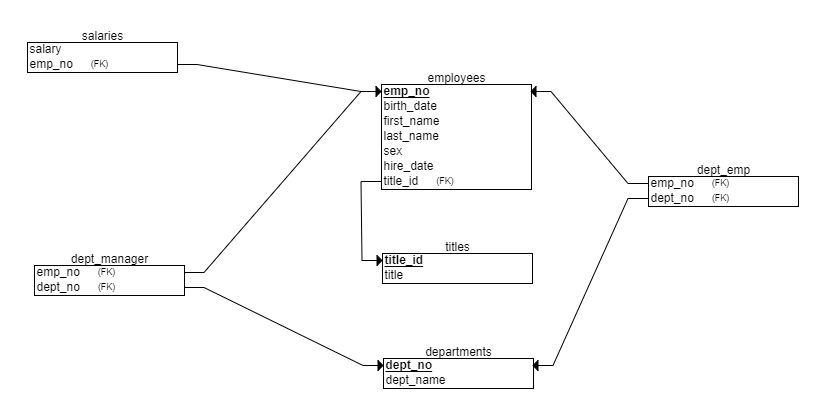 salaries
salary
emp_no (FK)
employees
emp_no
birth_date
first_name
last_name
sex
hire_date
title_id (FK)
dept_emp
emp_no (FK)
dept_no (FK)
titles
title_id
title
dept_manager
emp_no (FK)
dept_no (FK)
departments
dept_no
dept_name